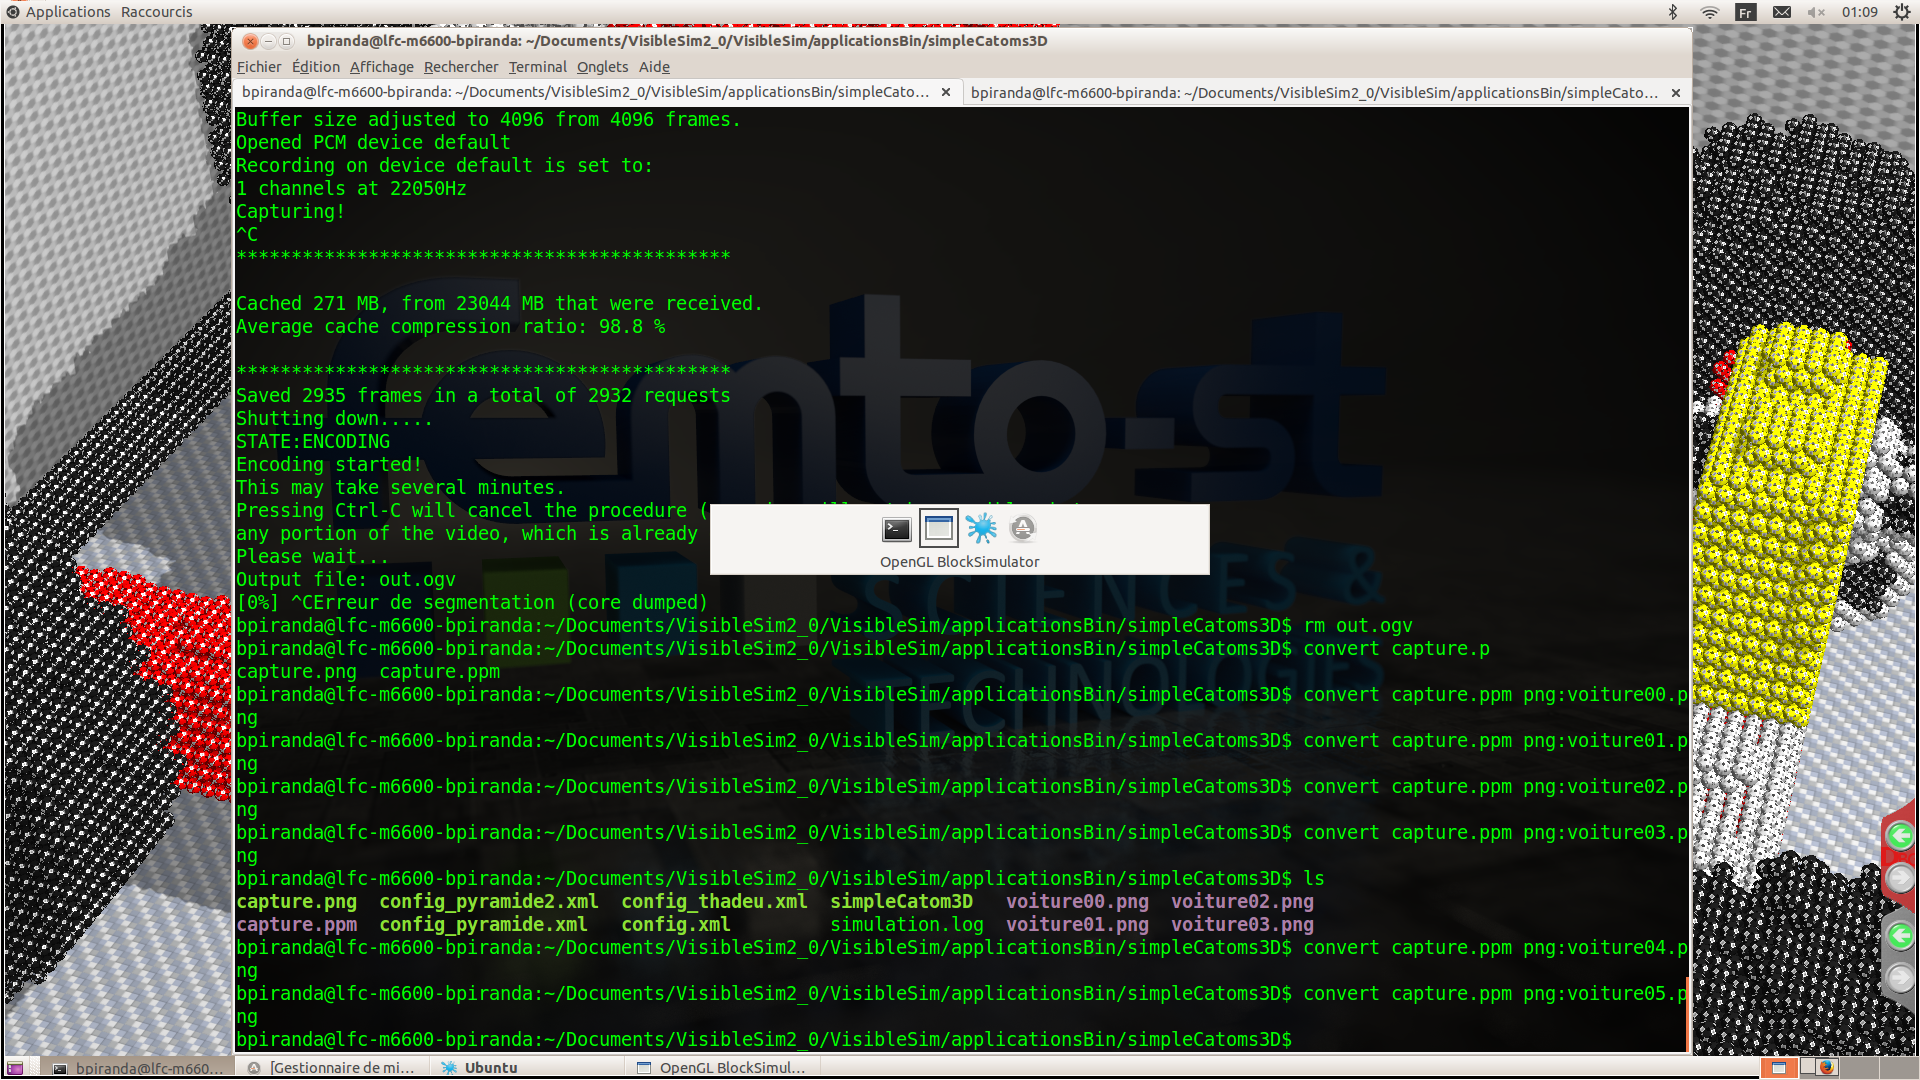 Applications Raccourcis
Fr
01:09
bpiranda@lfc-m6600-bpiranda: ~/Documents/VisibleSim2_0/VisibleSim/applicationsBin/simpleCatoms3D
Fichier Édition Affichage Rechercher Terminal Onglets Aide
bpiranda@lfc-m6600-bpiranda: ~/Documents/VisibleSim2_0/VisibleSim/applicationsBin/simpleCato...
bpiranda@lfc-m6600-bpiranda: ~/Documents/VisibleSim2_0/VisibleSim/applicationsBin/simpleCato...
Buffer size adjusted to 4096 from 4096 frames.
Opened PCM device default
Recording on device default is set to:
1 channels at 22050Hz
Capturing!
^C
*********************************************
Cached 271 MB, from 23044 MB that were received.
Average cache compression ratio: 98.8 %
*********************************************
Saved 2935 frames in a total of 2932 requests
Shutting down.....
STATE:ENCODING
Encoding started!
This may take several minutes.
Pressing Ctrl-C will cancel the procedure (
any portion of the video, which is already
Please wait...
Output file: out.ogv
[0%] ^CErreur de segmentation (core dumped)
bpiranda@lfc-m6600-bpiranda:~/Documents/VisibleSim2_0/VisibleSim/applicationsBin/simpleCatoms3D$ rm out.ogv
bpiranda@lfc-m6600-bpiranda:~/Documents/VisibleSim2_0/VisibleSim/applicationsBin/simpleCatoms3D$ convert capture.p
capture.png  capture.ppm
bpiranda@lfc-m6600-bpiranda:~/Documents/VisibleSim2_0/VisibleSim/applicationsBin/simpleCatoms3D$ convert capture.ppm png:voiture00.p
ng
bpiranda@lfc-m6600-bpiranda:~/Documents/VisibleSim2_0/VisibleSim/applicationsBin/simpleCatoms3D$ convert capture.ppm png:voiture01.p
ng
bpiranda@lfc-m6600-bpiranda:~/Documents/VisibleSim2_0/VisibleSim/applicationsBin/simpleCatoms3D$ convert capture.ppm png:voiture02.p
ng
bpiranda@lfc-m6600-bpiranda:~/Documents/VisibleSim2_0/VisibleSim/applicationsBin/simpleCatoms3D$ convert capture.ppm png:voiture03.p
ng
bpiranda@lfc-m6600-bpiranda:~/Documents/VisibleSim2_0/VisibleSim/applicationsBin/simpleCatoms3D$ ls
capture.png  config_pyramide2.xml  config_thadeu.xml  simpleCatom3D   voiture00.png  voiture02.png
capture.ppm  config_pyramide.xml   config.xml         simulation.log  voiture01.png  voiture03.png
bpiranda@lfc-m6600-bpiranda:~/Documents/VisibleSim2_0/VisibleSim/applicationsBin/simpleCatoms3D$ convert capture.ppm png:voiture04.p
ng
bpiranda@lfc-m6600-bpiranda:~/Documents/VisibleSim2_0/VisibleSim/applicationsBin/simpleCatoms3D$ convert capture.ppm png:voiture05.p
ng
bpiranda@lfc-m6600-bpiranda:~/Documents/VisibleSim2_0/VisibleSim/applicationsBin/simpleCatoms3D$
femto-st
SCIENCES &
TECHNOLOGIES
OpenGL BlockSimulator
bpiranda@lfc-m660...
[Gestionnaire de mi...
Ubuntu
OpenGL BlockSimul...